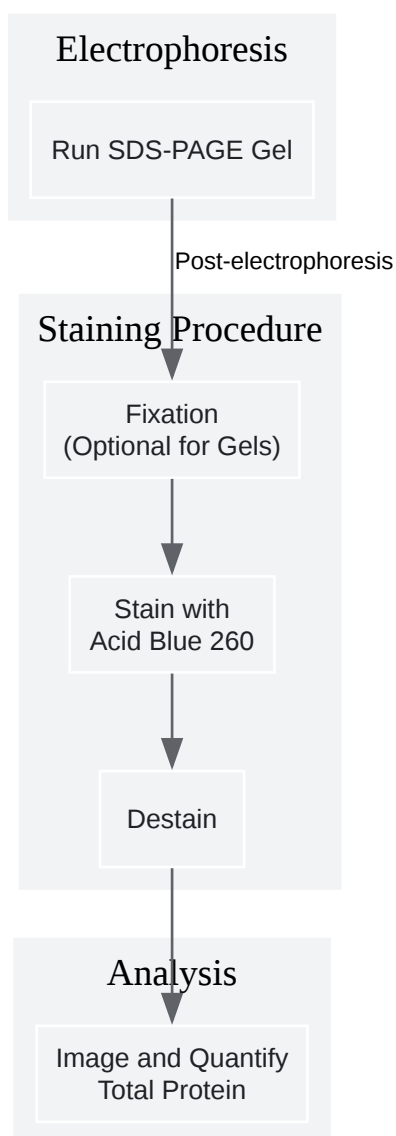 Electrophoresis
Run SDS-PAGE Gel
Post-electrophoresis
Staining Procedure
Fixation
(Optional for Gels)
Stain with
Acid Blue 260
Destain
Analysis
Image and Quantify
Total Protein